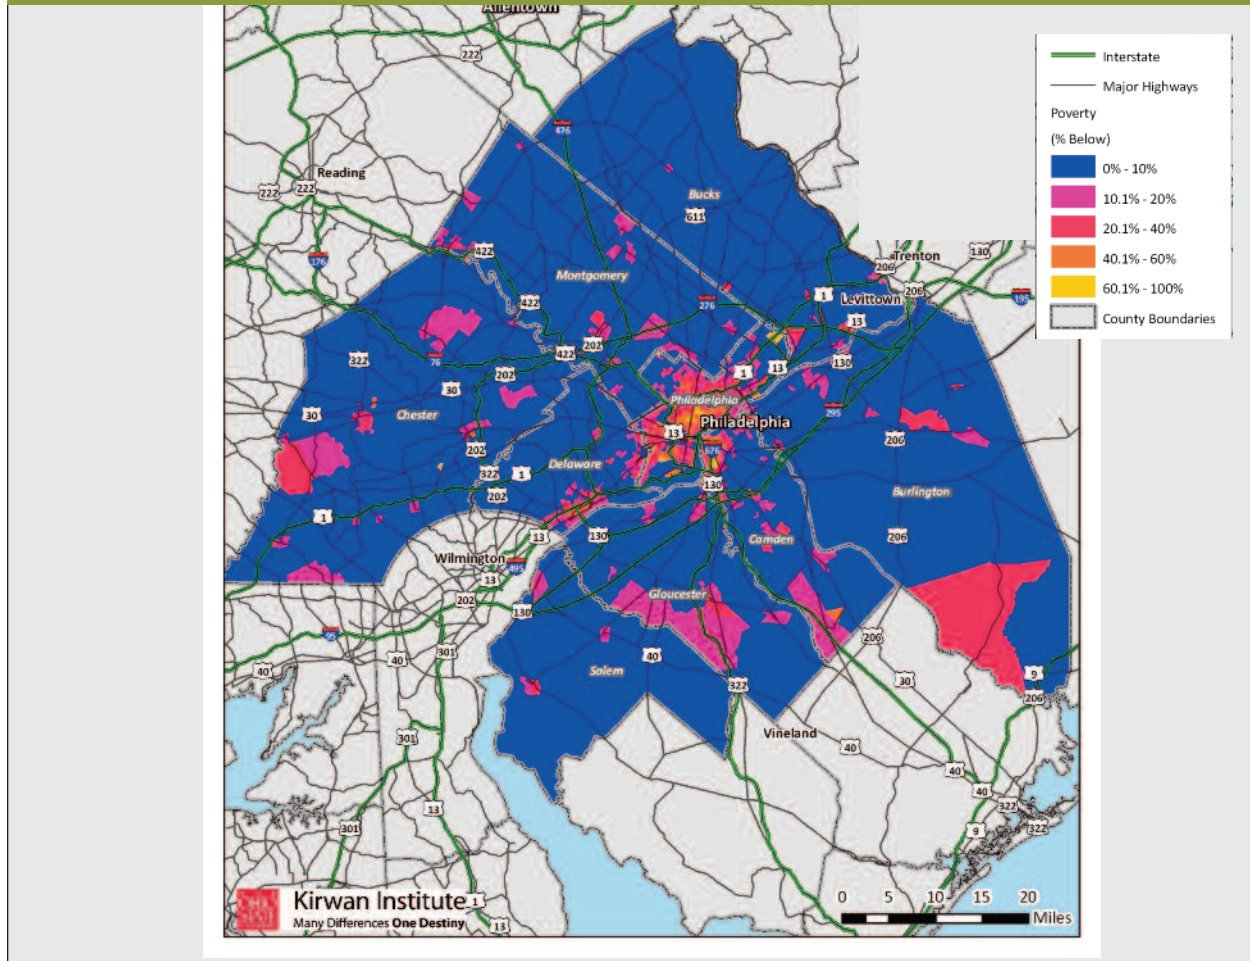 Allentown
222
476
Reading
222
222
Bucks
611
422
176
Montgomery
130
206
Trenton
206
195
1
Levittown
422
276
13
202
422
322
76
202
1
13
130
30
Philadelphia
295
30
Chester
Philadelphia
13
206
676
202
Delaware
322
1
130
202
Burlington
1
13
130
206
Camden
Wilmington
495
13
Gloucester
202
130
95
206
40
301
40
40
Salem
30
9
322
206
Vineland
301
40
40
40
13
322
301
9
322
Kirwan Institute
Many Differences One Destiny
1
13
0 5 10 15 20
Miles
Interstate
Major Highways
Poverty
(% Below)
0% - 10%
10.1% - 20%
20.1% - 40%
40.1% - 60%
60.1% - 100%
County Boundaries